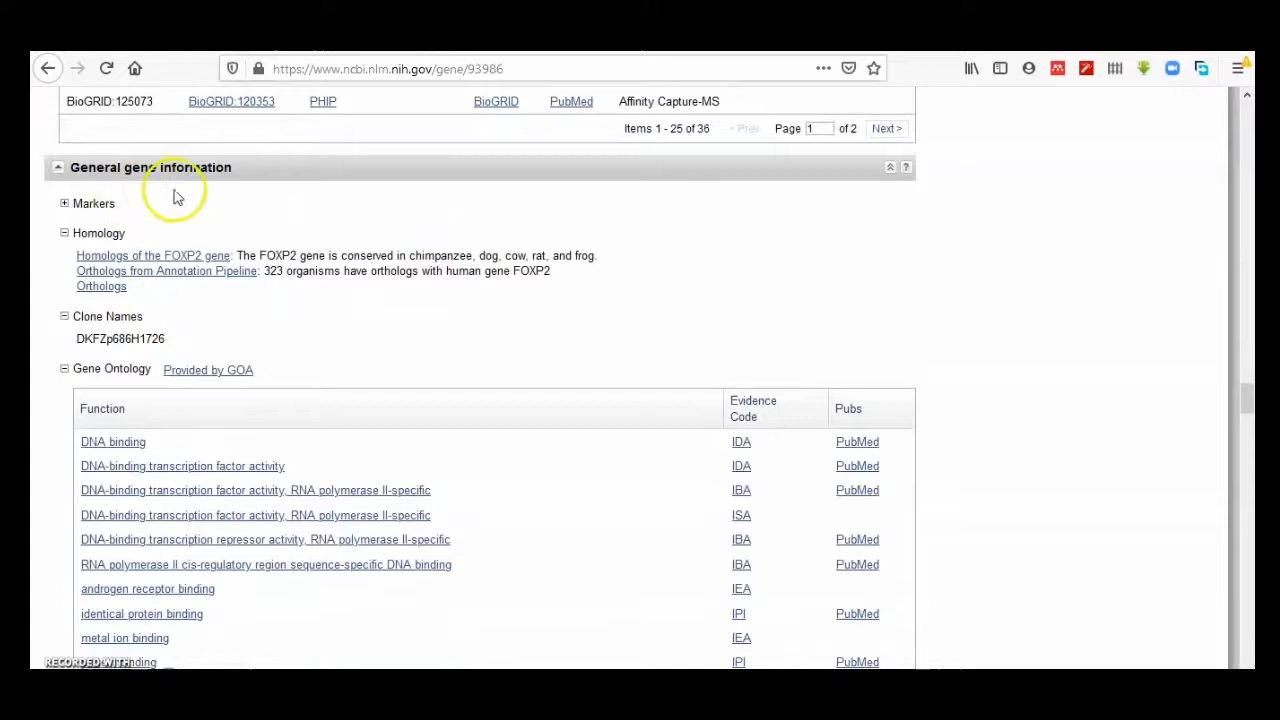 https://www.ncbi.nlm.nih.gov/gene/93986
BioGRID:125073 BioGRID:120353 PHIP BioGRID PubMed Affinity Capture-MS
Items 1 - 25 of 36 < Prev Page 1 of 2 Next >
General gene information
Markers
Homology
Homologs of the FOXP2 gene: The FOXP2 gene is conserved in chimpanzee, dog, cow, rat, and frog.
Orthologs from Annotation Pipeline: 323 organisms have orthologs with human gene FOXP2
Orthologs
Clone Names
DKFZp686H1726
Gene Ontology Provided by GOA
Function Evidence Code Pubs
DNA binding IDA PubMed
DNA-binding transcription factor activity IDA PubMed
DNA-binding transcription factor activity, RNA polymerase II-specific IBA PubMed
DNA-binding transcription factor activity, RNA polymerase II-specific ISA
DNA-binding transcription repressor activity, RNA polymerase II-specific IBA PubMed
RNA polymerase II cis-regulatory region sequence-specific DNA binding IBA PubMed
androgen receptor binding IEA
identical protein binding IPI PubMed
metal ion binding IEA
binding IPI PubMed
RECORDED WITH